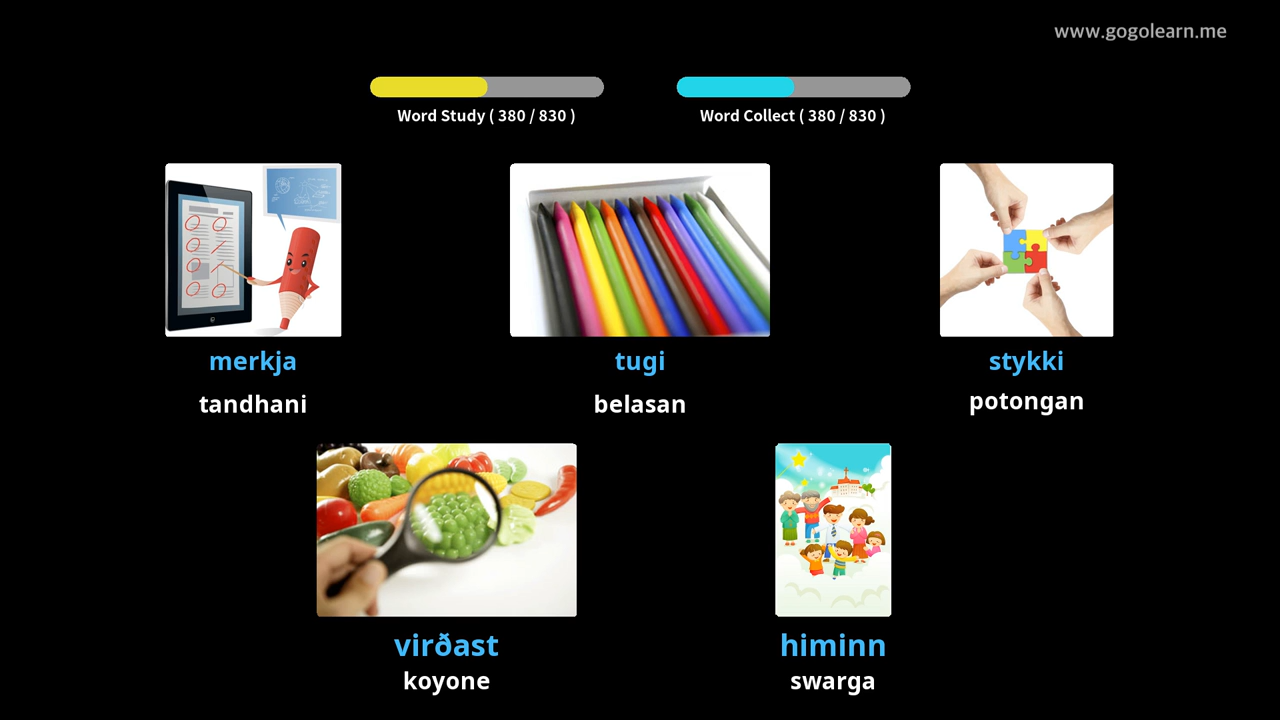 www.gogolearn.me
Word Study ( 380 / 830 )
Word Collect ( 380 / 830 )
merkja
tugi
stykki
tandhani
belasan
potongan
virðast
himinn
koyone
swarga